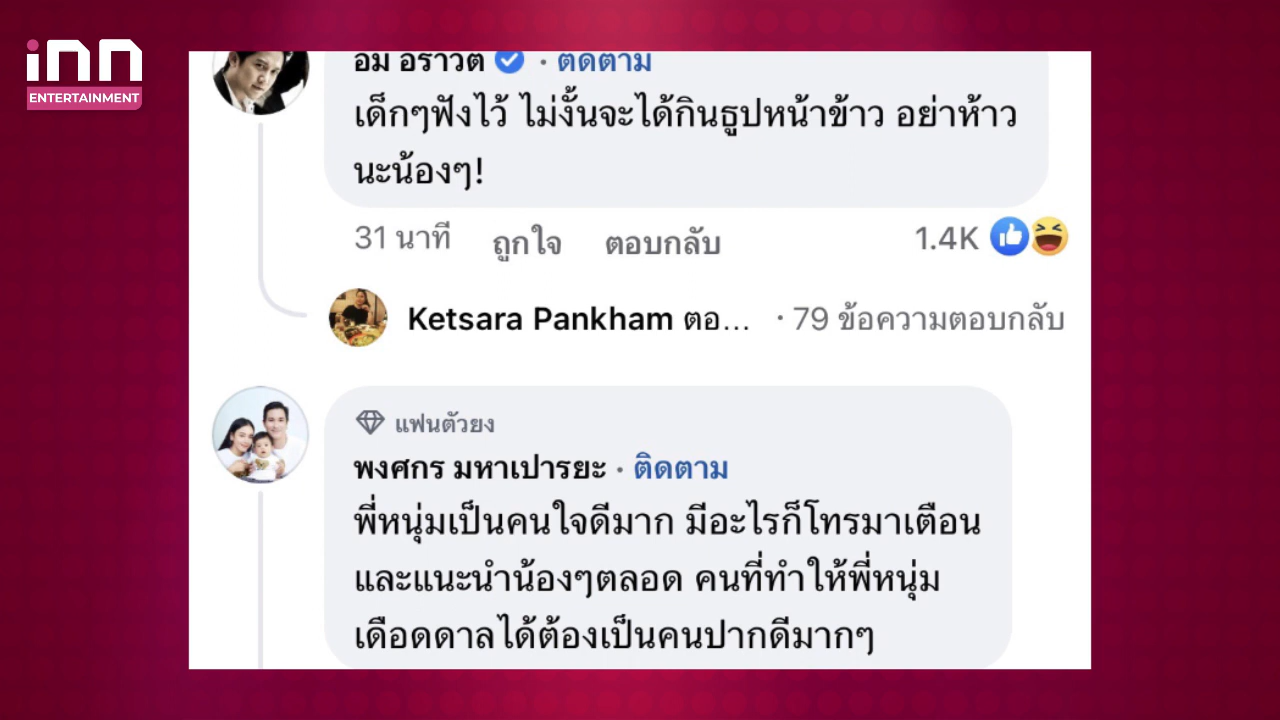 inn
ENTERTAINMENT
อ๋ม อราวต · ติดตาม
เด็กๆฟังไว้ ไม่งั้นจะได้กินธูปหน้าข้าว อย่าห้าว
นะน้องๆ!
31 นาที ถูกใจ ตอบกลับ 1.4K
Ketsara Pankham ตอ... · 79 ข้อความตอบกลับ
แฟนตัวยง
พงศกร มหาเปารยะ · ติดตาม
พี่หนุ่มเป็นคนใจดีมาก มีอะไรก็โทรมาเตือน
และแนะนำน้องๆตลอด คนที่ทำให้พี่หนุ่ม
เดือดดาลได้ต้องเป็นคนปากดีมากๆ